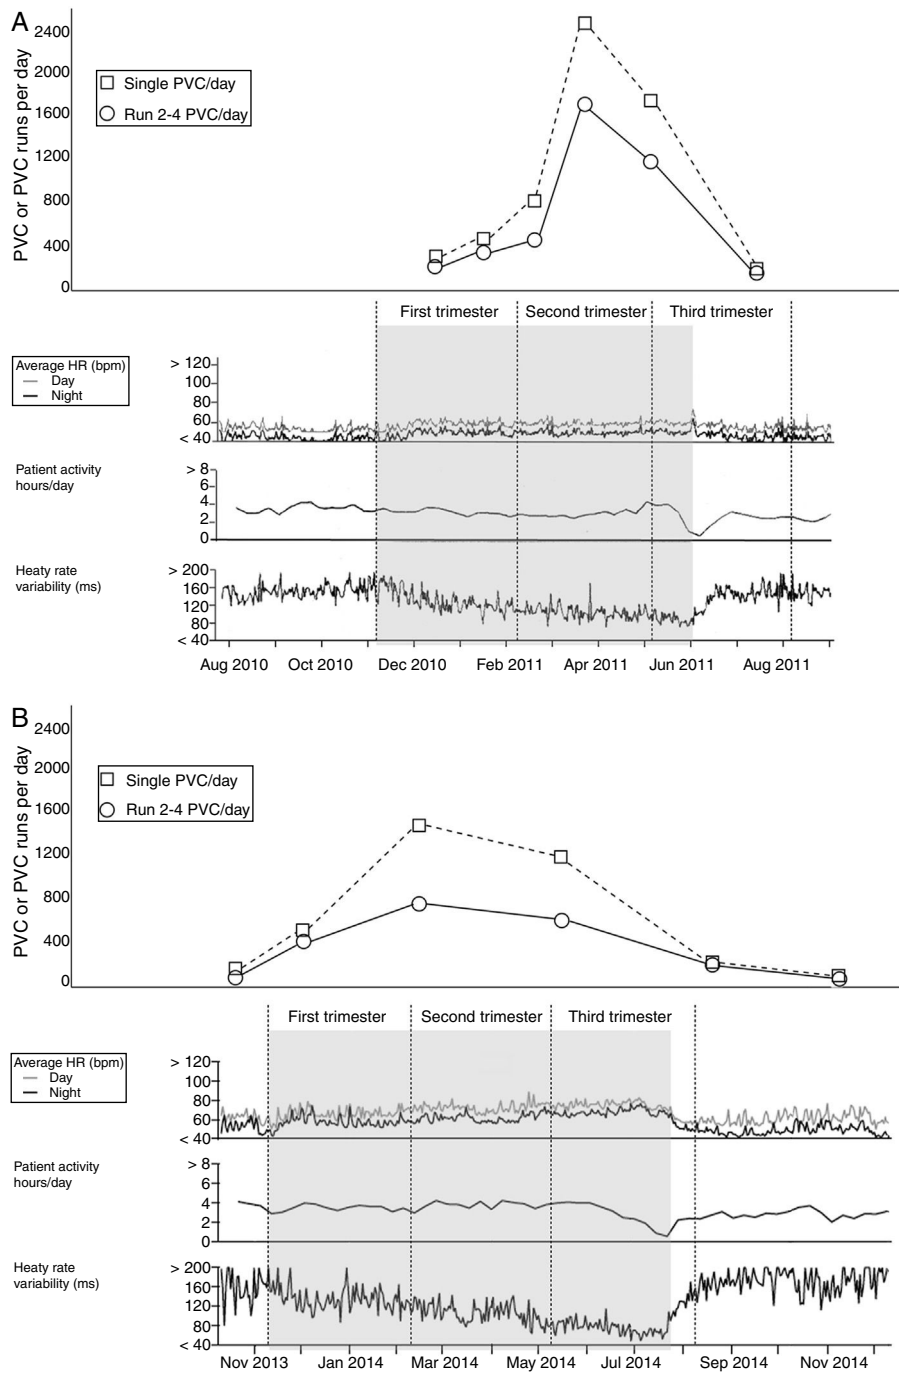 A
PVC or PVC runs per day
2400
2000
1600
1200
800
400
0
Single PVC/day
Run 2-4 PVC/day
First trimester Second trimester Third trimester
Average HR (bpm)
Day
Night
> 120
100
80
60
< 40
Patient activity
hours/day
> 8
6
4
2
0
Heaty rate
variability (ms)
> 200
160
120
80
< 40
Aug 2010 Oct 2010 Dec 2010 Feb 2011 Apr 2011 Jun 2011 Aug 2011
B
PVC or PVC runs per day
2400
2000
1600
1200
800
400
0
Single PVC/day
Run 2-4 PVC/day
First trimester Second trimester Third trimester
Average HR (bpm)
Day
Night
> 120
100
80
60
< 40
Patient activity
hours/day
> 8
6
4
2
0
Heaty rate
variability (ms)
> 200
160
120
80
< 40
Nov 2013 Jan 2014 Mar 2014 May 2014 Jul 2014 Sep 2014 Nov 2014